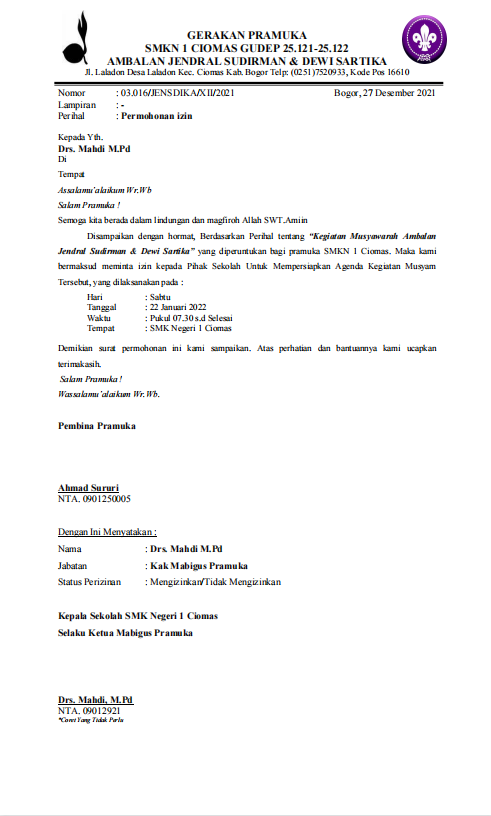 GERAKAN PRAMUKA
SMKN 1 CIOMAS GUDEP 25.121-25.122
AMBALAN JENDRAL SUDIRMAN & DEWI SARTIKA
Jl. Laladon Desa Laladon Kec. Ciomas Kab. Bogor Telp: (0251)7520933, Kode Pos 16610
Nomor : 03.016/JENSDIKA/XII/2021 Bogor, 27 Desember 2021
Lampiran : -
Perihal : Permohonan izin
Kepada Yth.
Drs. Mahdi M.Pd
Di
Tempat
Assalamu'alaikum Wr.Wb
Salam Pramuka !
Semoga kita berada dalam lindungan dan magfiroh Allah SWT.Amiin
Disampaikan dengan hormat, Berdasarkan Perihal tentang "Kegiatan Musyawarah Ambalan
Jendral Sudirman & Dewi Sartika" yang diperuntukan bagi pramuka SMKN 1 Ciomas. Maka kami
bermaksud meminta izin kepada Pihak Sekolah Untuk Mempersiapkan Agenda Kegiatan Musyam
Tersebut, yang dilaksanakan pada :
Hari : Sabtu
Tanggal : 22 Januari 2022
Waktu : Pukul 07.30 s.d Selesai
Tempat : SMK Negeri 1 Ciomas
Demikian surat permohonan ini kami sampaikan. Atas perhatian dan bantuannya kami ucapkan
terimakasih.
Salam Pramuka !
Wassalamu'alaikum Wr.Wb.
Pembina Pramuka
Ahmad Sururi
NTA. 0901250005
Dengan Ini Menyatakan :
Nama : Drs. Mahdi M.Pd
Jabatan : Kak Mabigus Pramuka
Status Perizinan : Mengizinkan/Tidak Mengizinkan
Kepala Sekolah SMK Negeri 1 Ciomas
Selaku Ketua Mabigus Pramuka
Drs. Mahdi, M.Pd
NTA. 09012921
*Coret Yang Tidak Perlu